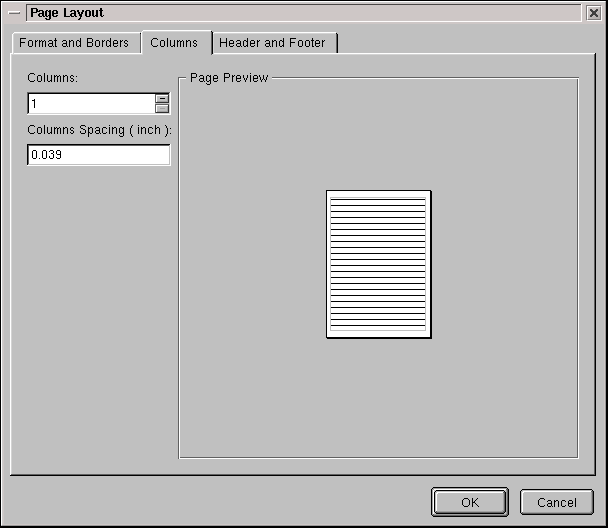 Page Layout
Format and Borders
Columns
Header and Footer
Columns:
1
Columns Spacing ( inch ):
0.039
Page Preview
OK
Cancel